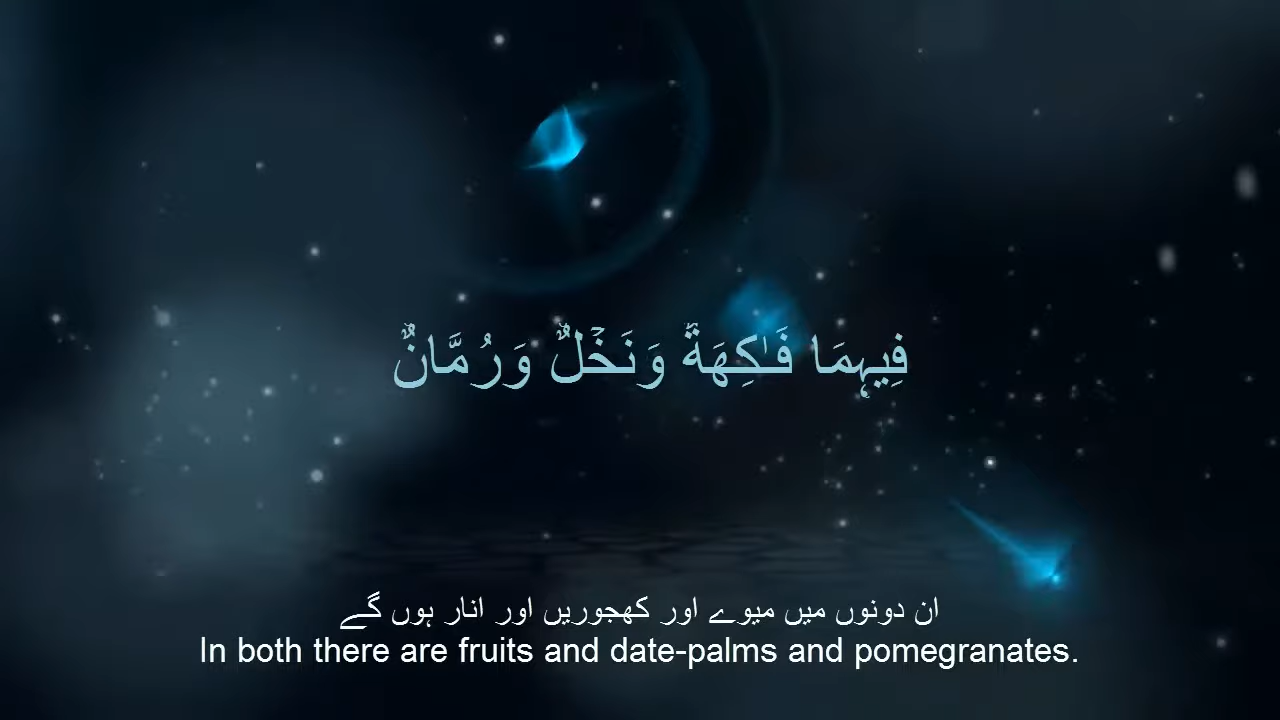 فِيهِمَا فَـٰكِهَةٌ وَنَخْلٌ وَرُمَّانٌ
ان دونوں میں میوے اور کھجوریں اور انار ہوں گے
In both there are fruits and date-palms and pomegranates.